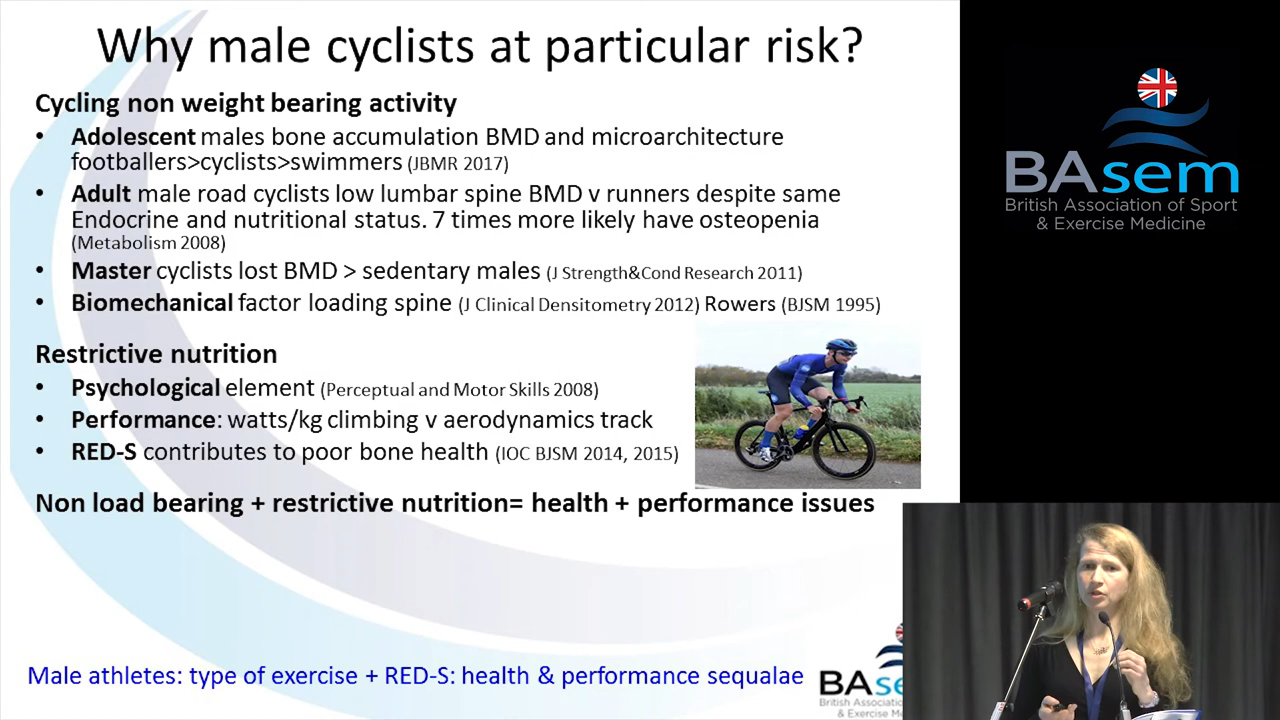 Why male cyclists at particular risk?
Cycling non weight bearing activity
• Adolescent males bone accumulation BMD and microarchitecture
footballers>cyclists>swimmers (JBMR 2017)
• Adult male road cyclists low lumbar spine BMD v runners despite same
Endocrine and nutritional status. 7 times more likely have osteopenia
(Metabolism 2008)
• Master cyclists lost BMD > sedentary males (J Strength&Cond Research 2011)
• Biomechanical factor loading spine (J Clinical Densitometry 2012) Rowers (BJSM 1995)
Restrictive nutrition
• Psychological element (Perceptual and Motor Skills 2008)
• Performance: watts/kg climbing v aerodynamics track
• RED-S contributes to poor bone health (IOC BJSM 2014, 2015)
Non load bearing + restrictive nutrition= health + performance issues
Male athletes: type of exercise + RED-S: health & performance sequalae
BAse
British Associatio
& Exercise Me
BAsem
British Association of Sport
& Exercise Medicine